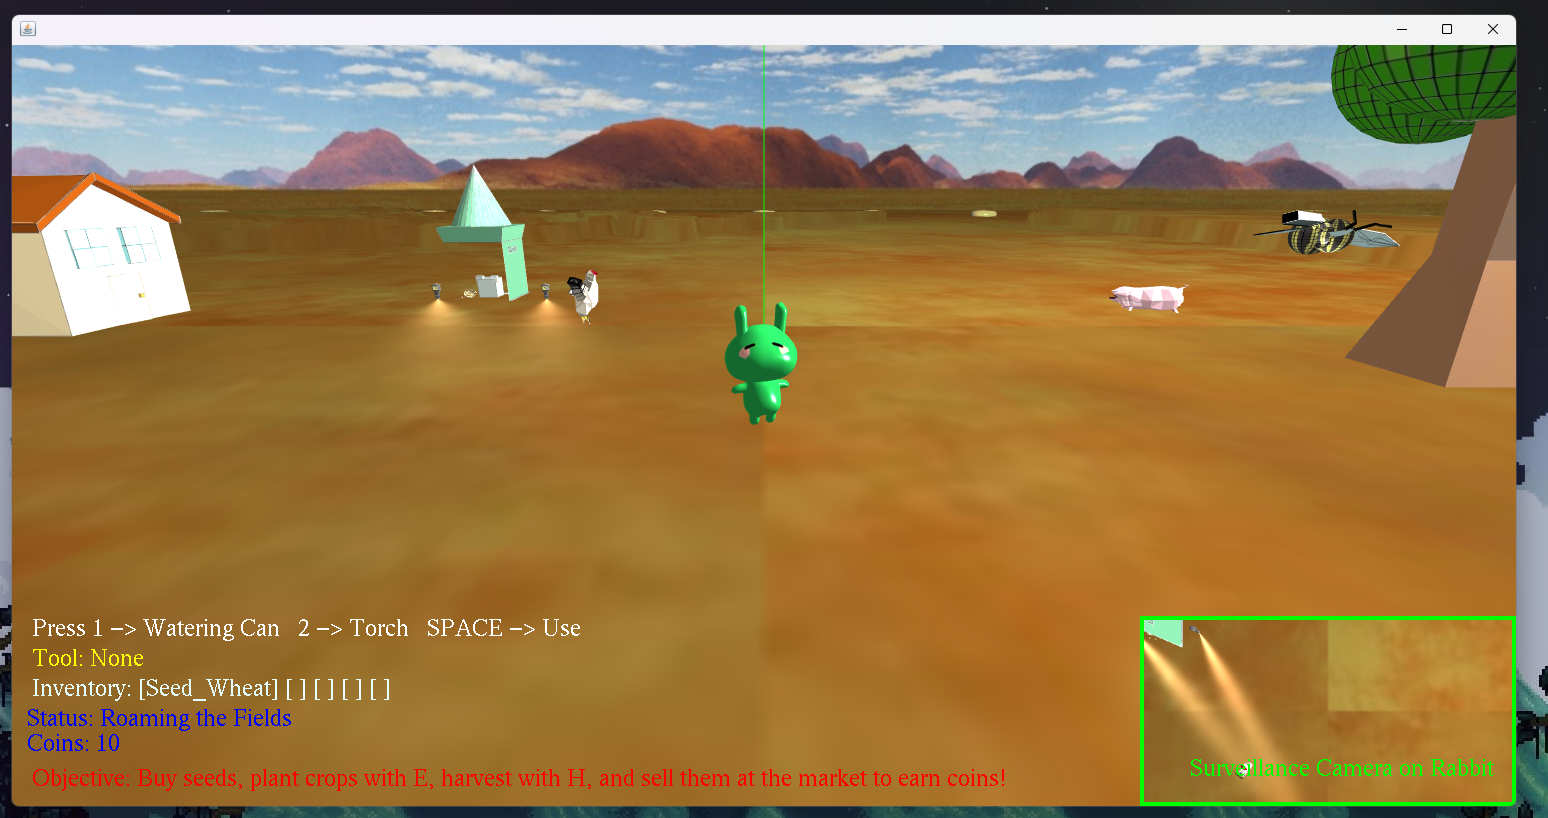 Press 1 –> Watering Can   2 –> Torch   SPACE –> Use
Tool: None
Inventory: [Seed_Wheat] [ ] [ ] [ ] [ ]
Status: Roaming the Fields
Coins: 10
Surveillance Camera on Rabbit
Objective: Buy seeds, plant crops with E, harvest with H, and sell them at the market to earn coins!